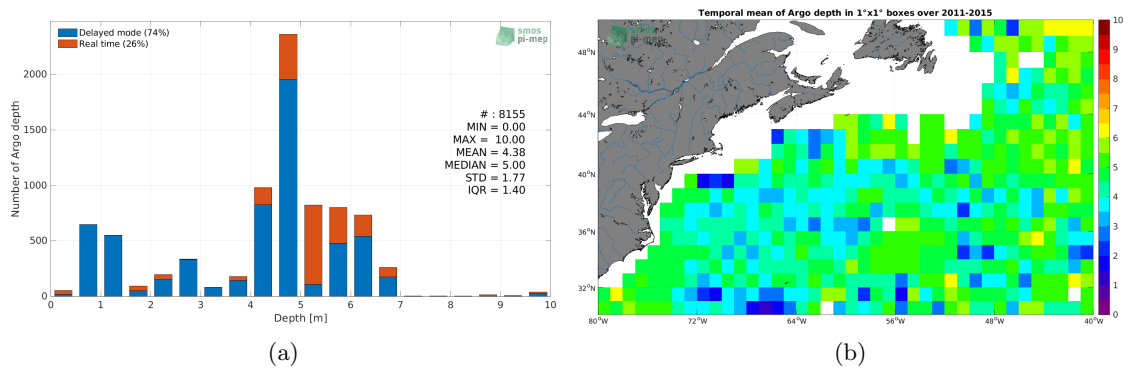 Delayed mode (74%)
Real time (26%)
smos
pi-mep
# : 8155
MIN = 0.00
MAX = 10.00
MEAN = 4.38
MEDIAN = 5.00
STD = 1.77
IQR = 1.40
Number of Argo depth
2000
1500
1000
500
0
0 1 2 3 4 5 6 7 8 9 10
Depth [m]
(a)
Temporal mean of Argo depth in 1°x1° boxes over 2011-2015
smos
pi-mep
48°N
44°N
40°N
36°N
32°N
80°W 72°W 64°W 56°W 48°W 40°W
10
9
8
7
6
5
4
3
2
1
0
(b)